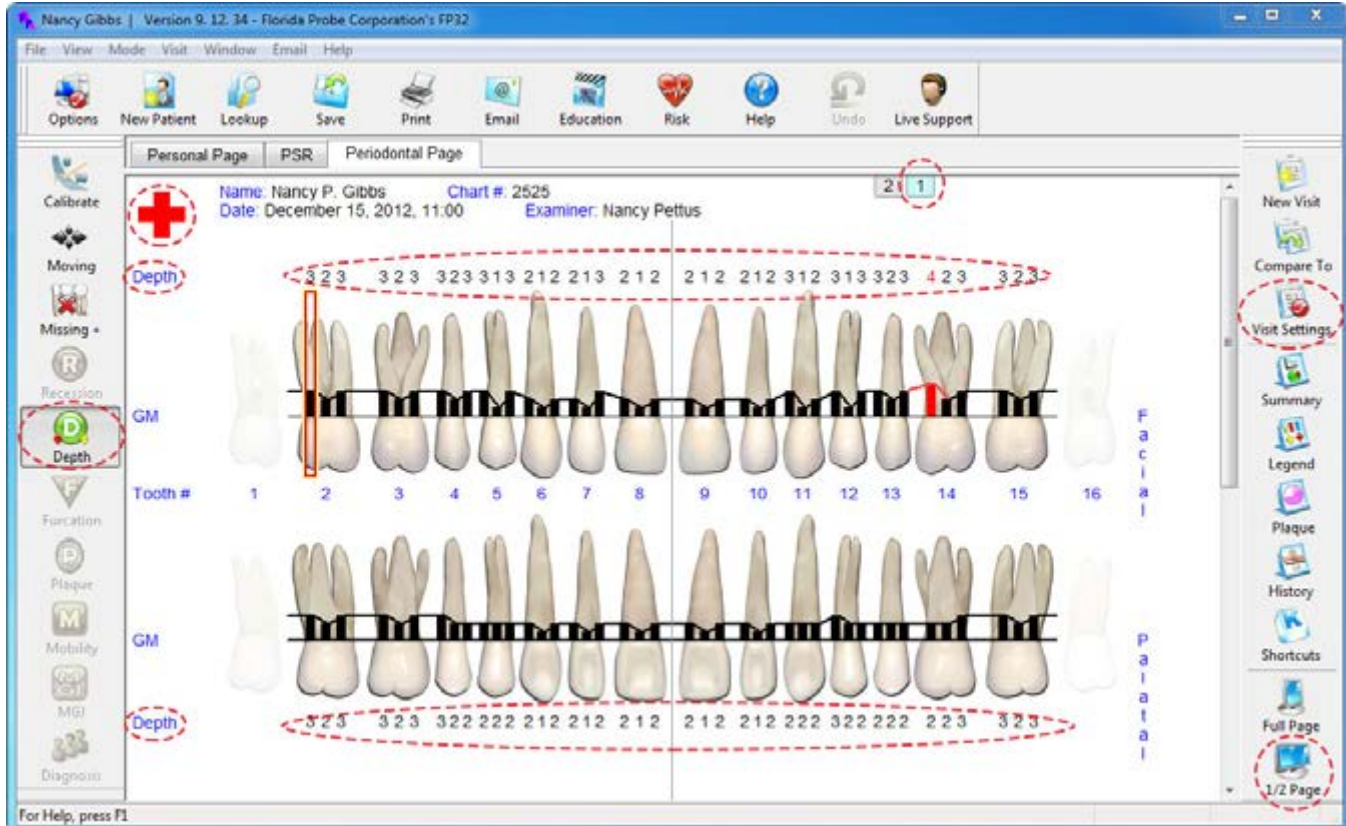 Nancy Gibbs | Version 9. 12. 34 - Florida Probe Corporation's FP32
File View Mode Visit Window Email Help
Options New Patient Lookup Save Print Email Education Risk Help Undo Live Support
Personal Page PSR Periodontal Page
Name: Nancy P. Gibbs Chart #: 2525 2 1
Date: December 15, 2012, 11:00 Examiner: Nancy Pettus
Depth 3 2 3 3 2 3 3 2 3 3 1 3 2 1 2 2 1 3 2 1 2 2 1 2 2 1 2 3 1 2 3 1 3 3 2 3 4 2 3 3 2 3
GM
Facial
Tooth # 1 2 3 4 5 6 7 8 9 10 11 12 13 14 15 16
GM
Palatal
Depth 3 2 3 3 2 3 3 2 2 2 2 2 2 1 2 2 1 2 2 1 2 2 1 2 2 1 2 2 2 2 3 2 2 2 2 2 2 2 3 3 2 3
Calibrate
Moving
Missing +
R
Recession
D
Depth
F
Furcation
P
Plaque
M
Mobility
MGJ
MGJ
Diagnosis
New Visit
Compare To
Visit Settings
Summary
Legend
Plaque
History
K
Shortcuts
Full Page
1/2 Page
For Help, press F1